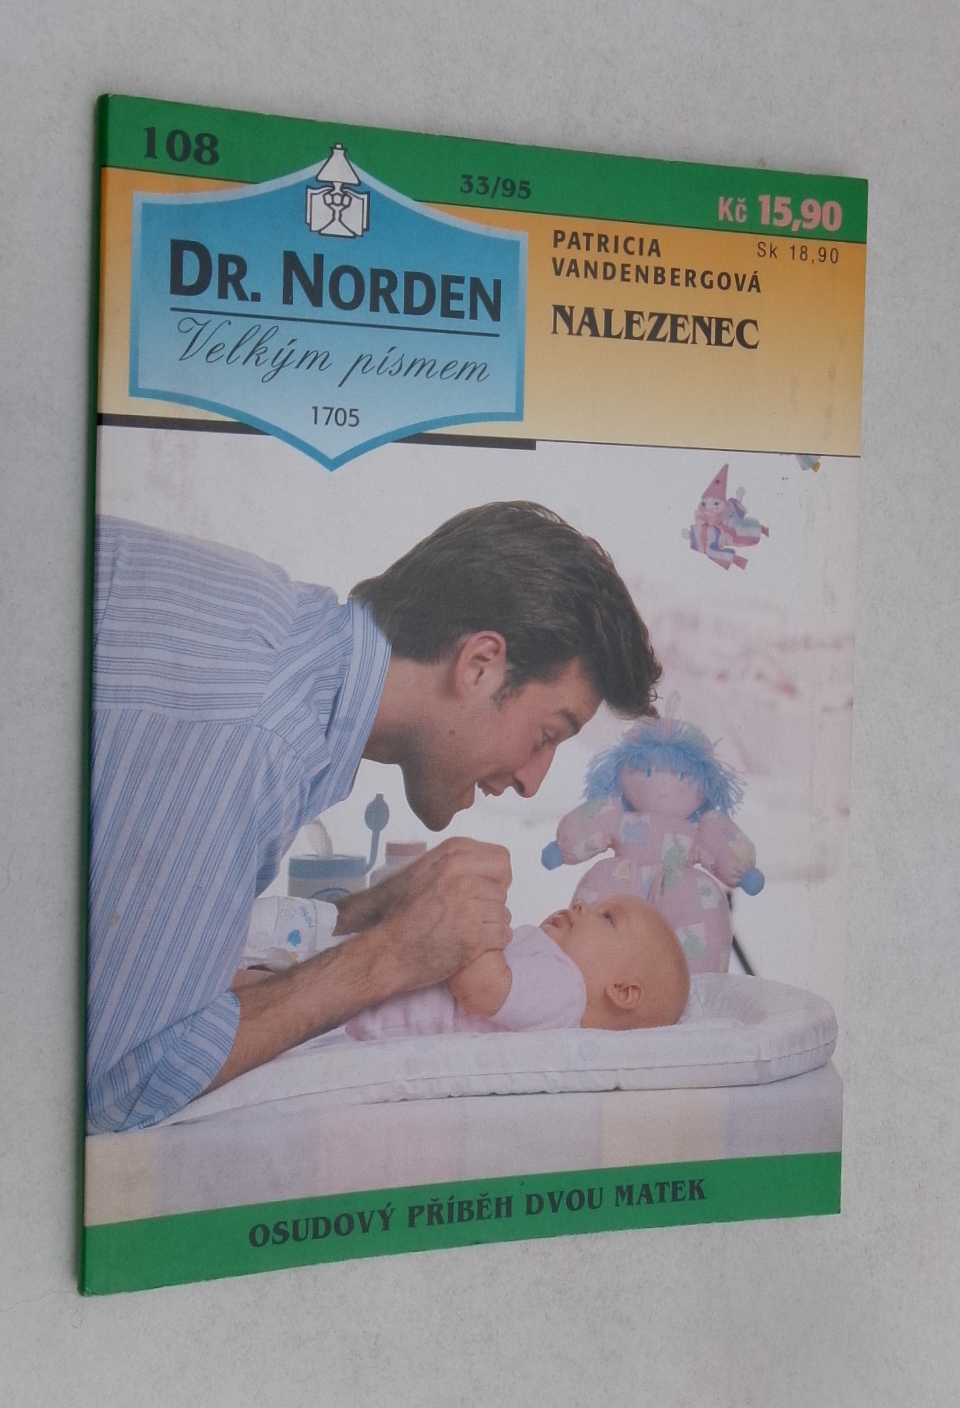 108
33/95
Kč 15,90
Sk 18,90
DR. NORDEN
Velkým písmem
1705
PATRICIA
VANDENBERGOVÁ
NALEZENEC
OSUDOVÝ PŘÍBĚH DVOU MATEK